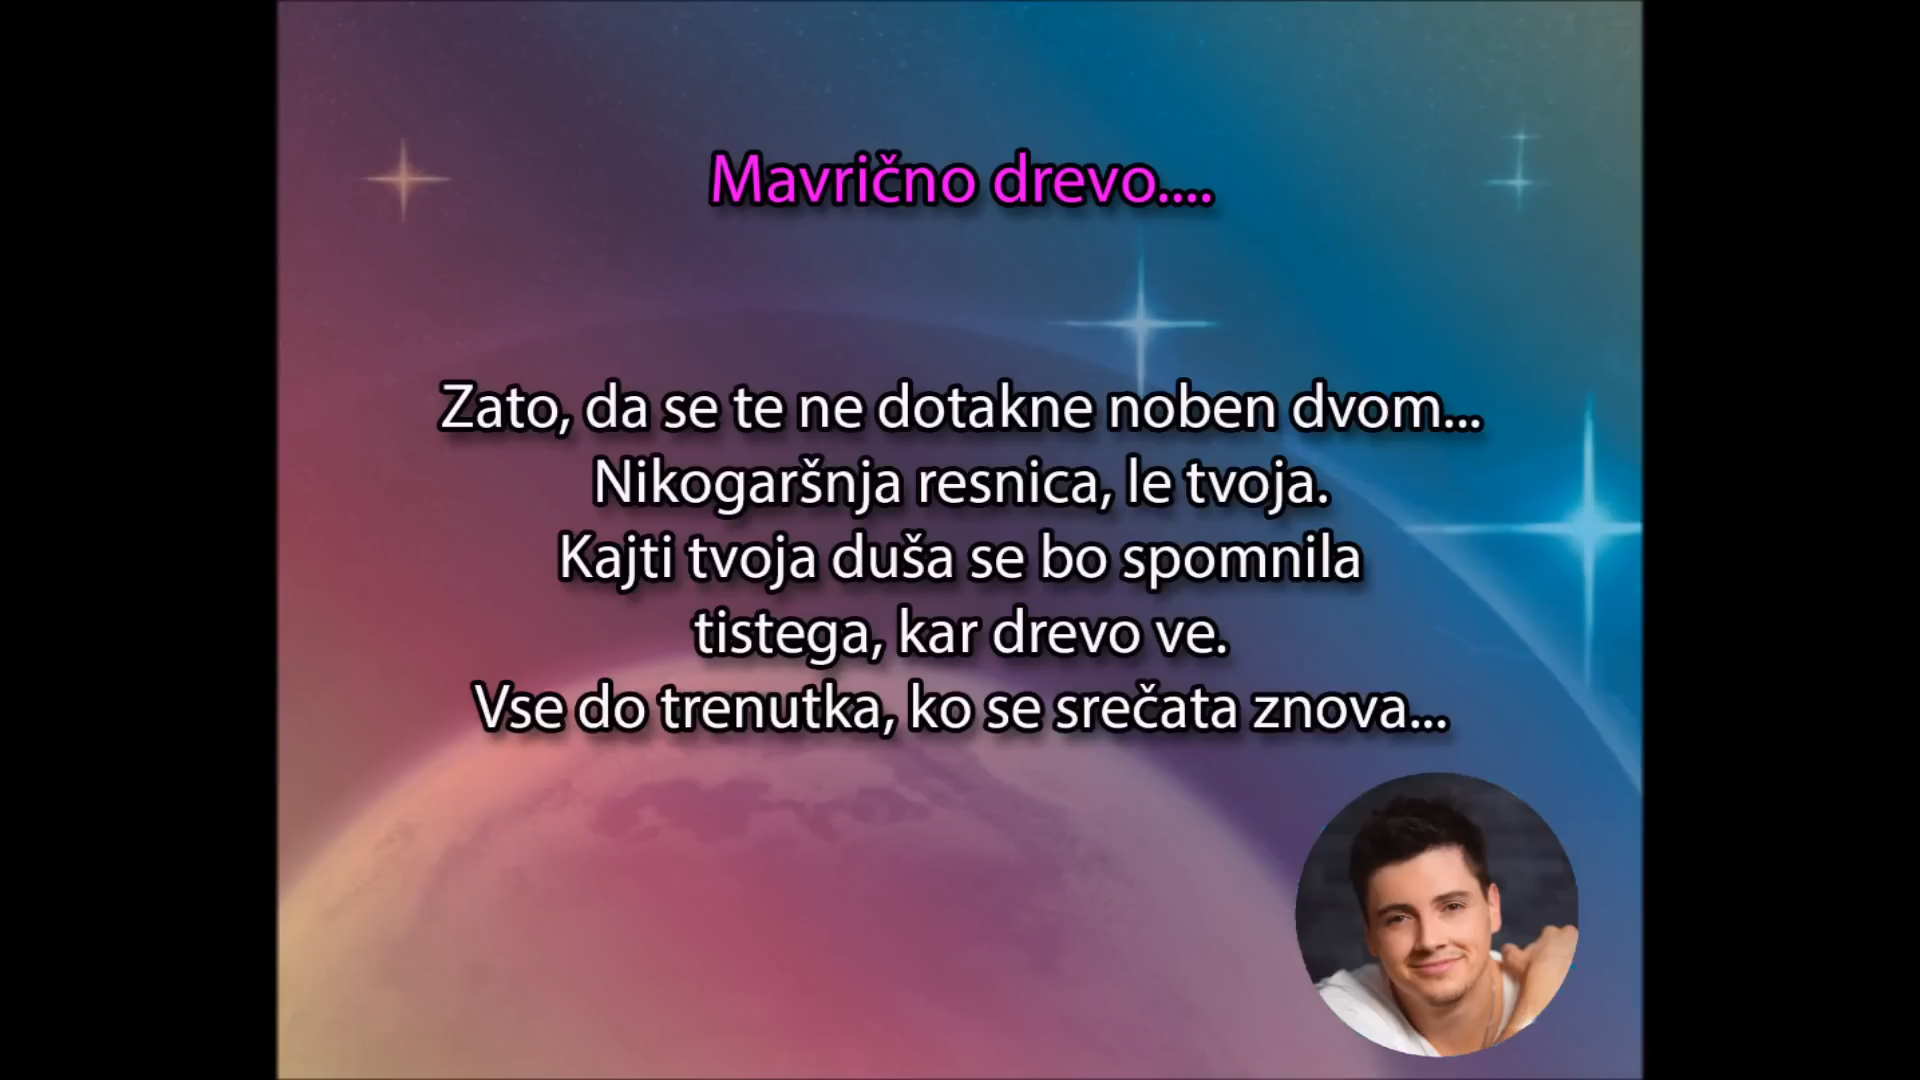 Mavrično drevo....
Zato, da se te ne dotakne noben dvom...
Nikogaršnja resnica, le tvoja.
Kajti tvoja duša se bo spomnila
tistega, kar drevo ve.
Vse do trenutka, ko se srečata znova...